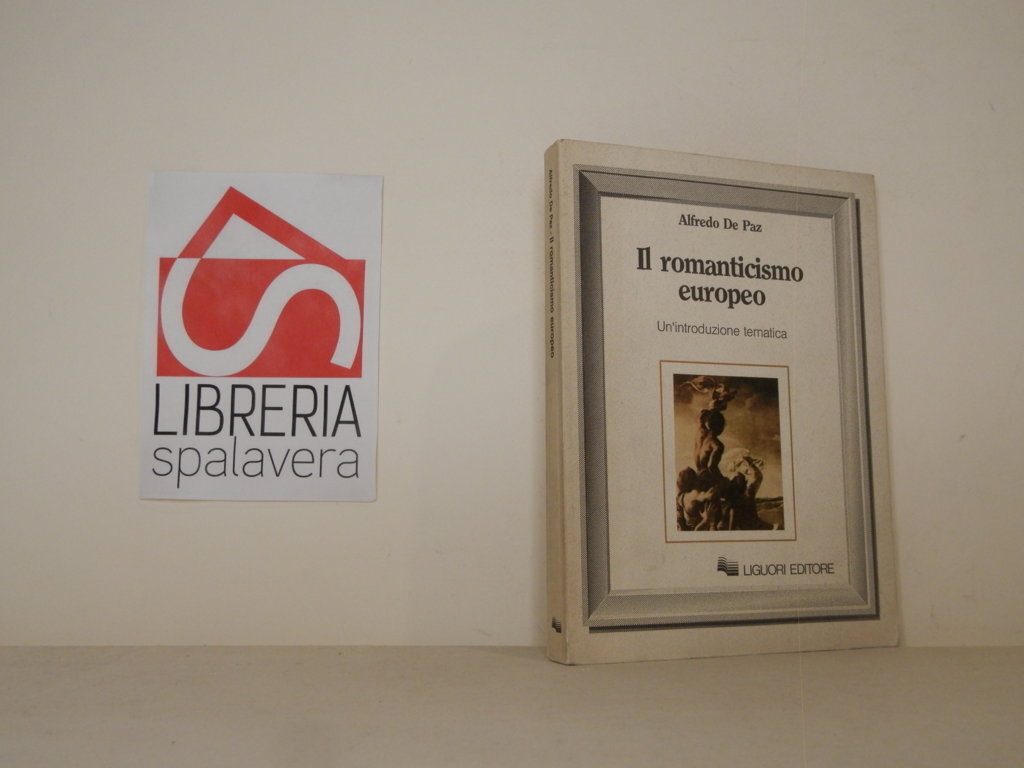 LIBRERIA
spalavera
Alfredo De Paz - Il romanticismo europeo
Alfredo De Paz
Il romanticismo
europeo
Un'introduzione tematica
LIGUORI EDITORE